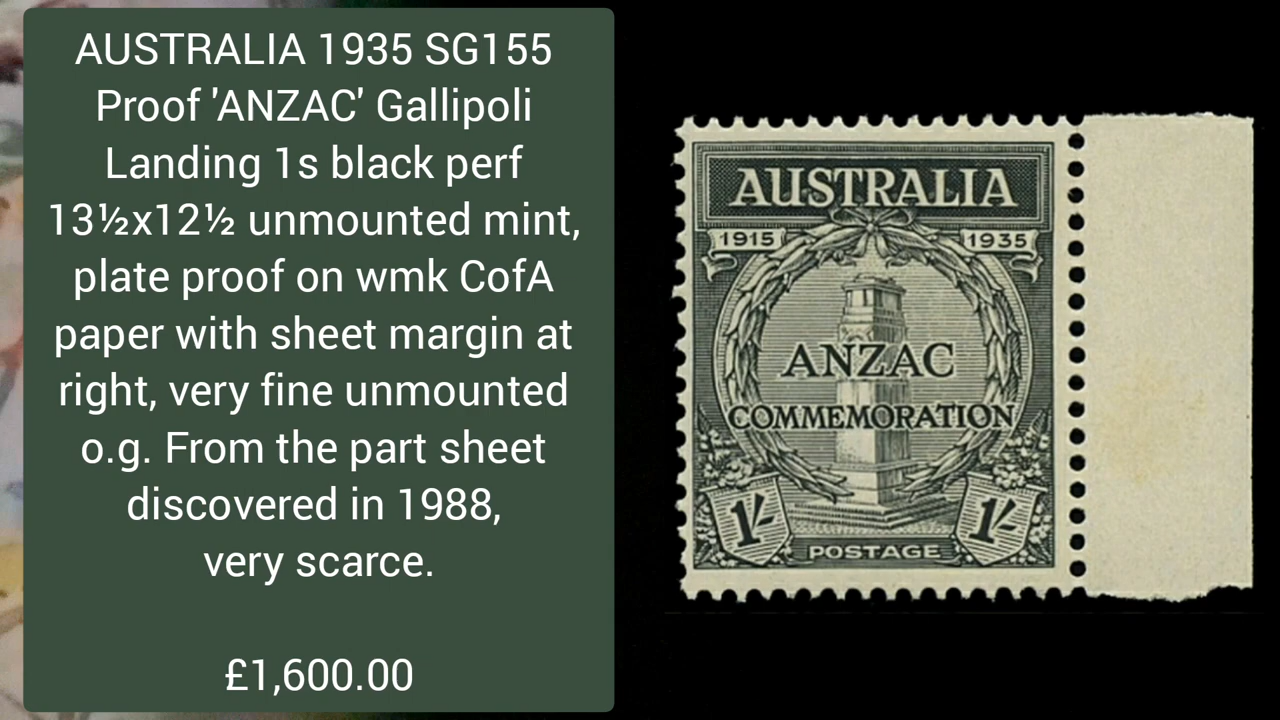 AUSTRALIA 1935 SG155
Proof 'ANZAC' Gallipoli
Landing 1s black perf
13½x12½ unmounted mint,
plate proof on wmk CofA
paper with sheet margin at
right, very fine unmounted
o.g. From the part sheet
discovered in 1988,
very scarce.
£1,600.00
AUSTRALIA
1915 1935
ANZAC
COMMEMORATION
1/- 1/-
POSTAGE